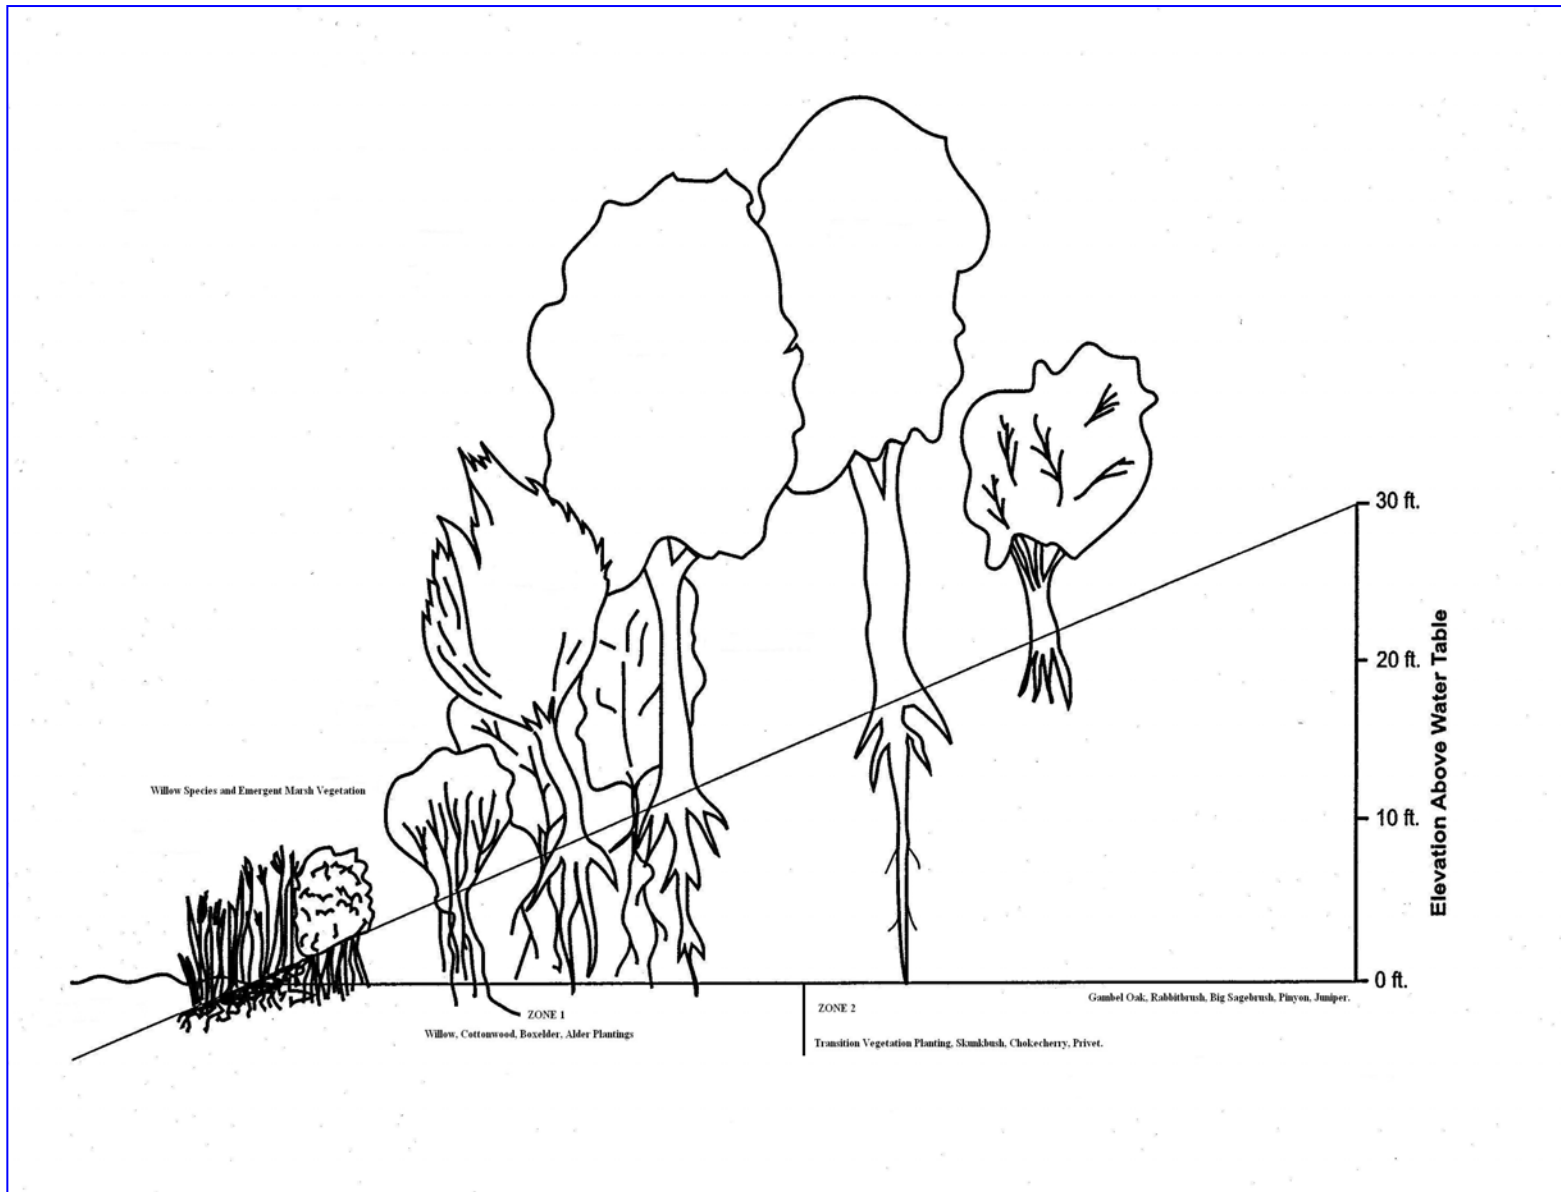 30 ft.
20 ft.
Elevation Above Water Table
Willow Species and Emergent Marsh Vegetation
10 ft.
0 ft.
Gambel Oak, Rabbitbrush, Big Sagebrush, Pinyon, Juniper.
ZONE 1
ZONE 2
Willow, Cottonwood, Boxelder, Alder Plantings
Transition Vegetation Planting, Skunkbush, Chokecherry, Privet.